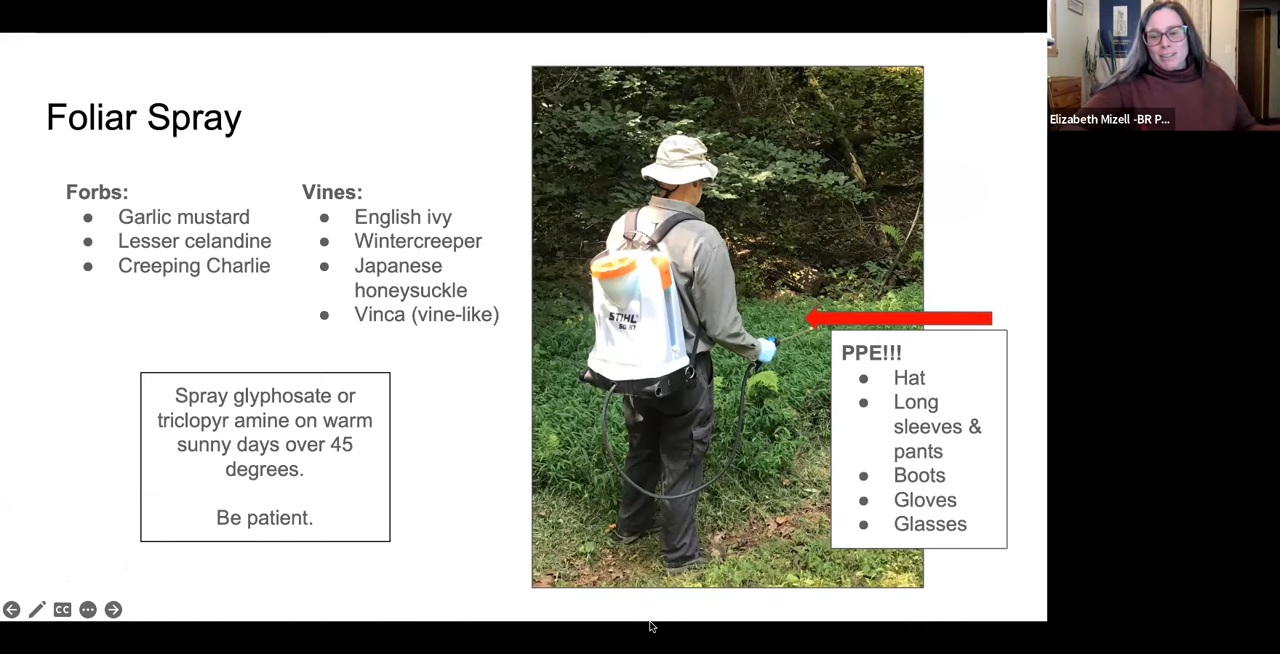 Foliar Spray
Forbs:
Garlic mustard
Lesser celandine
Creeping Charlie
Vines:
English ivy
Wintercreeper
Japanese
honeysuckle
Vinca (vine-like)
Spray glyphosate or
triclopyr amine on warm
sunny days over 45
degrees.
Be patient.
STIHL
PPE!!!
Hat
Long
sleeves &
pants
Boots
Gloves
Glasses
CC
Elizabeth Mizell -BR P...